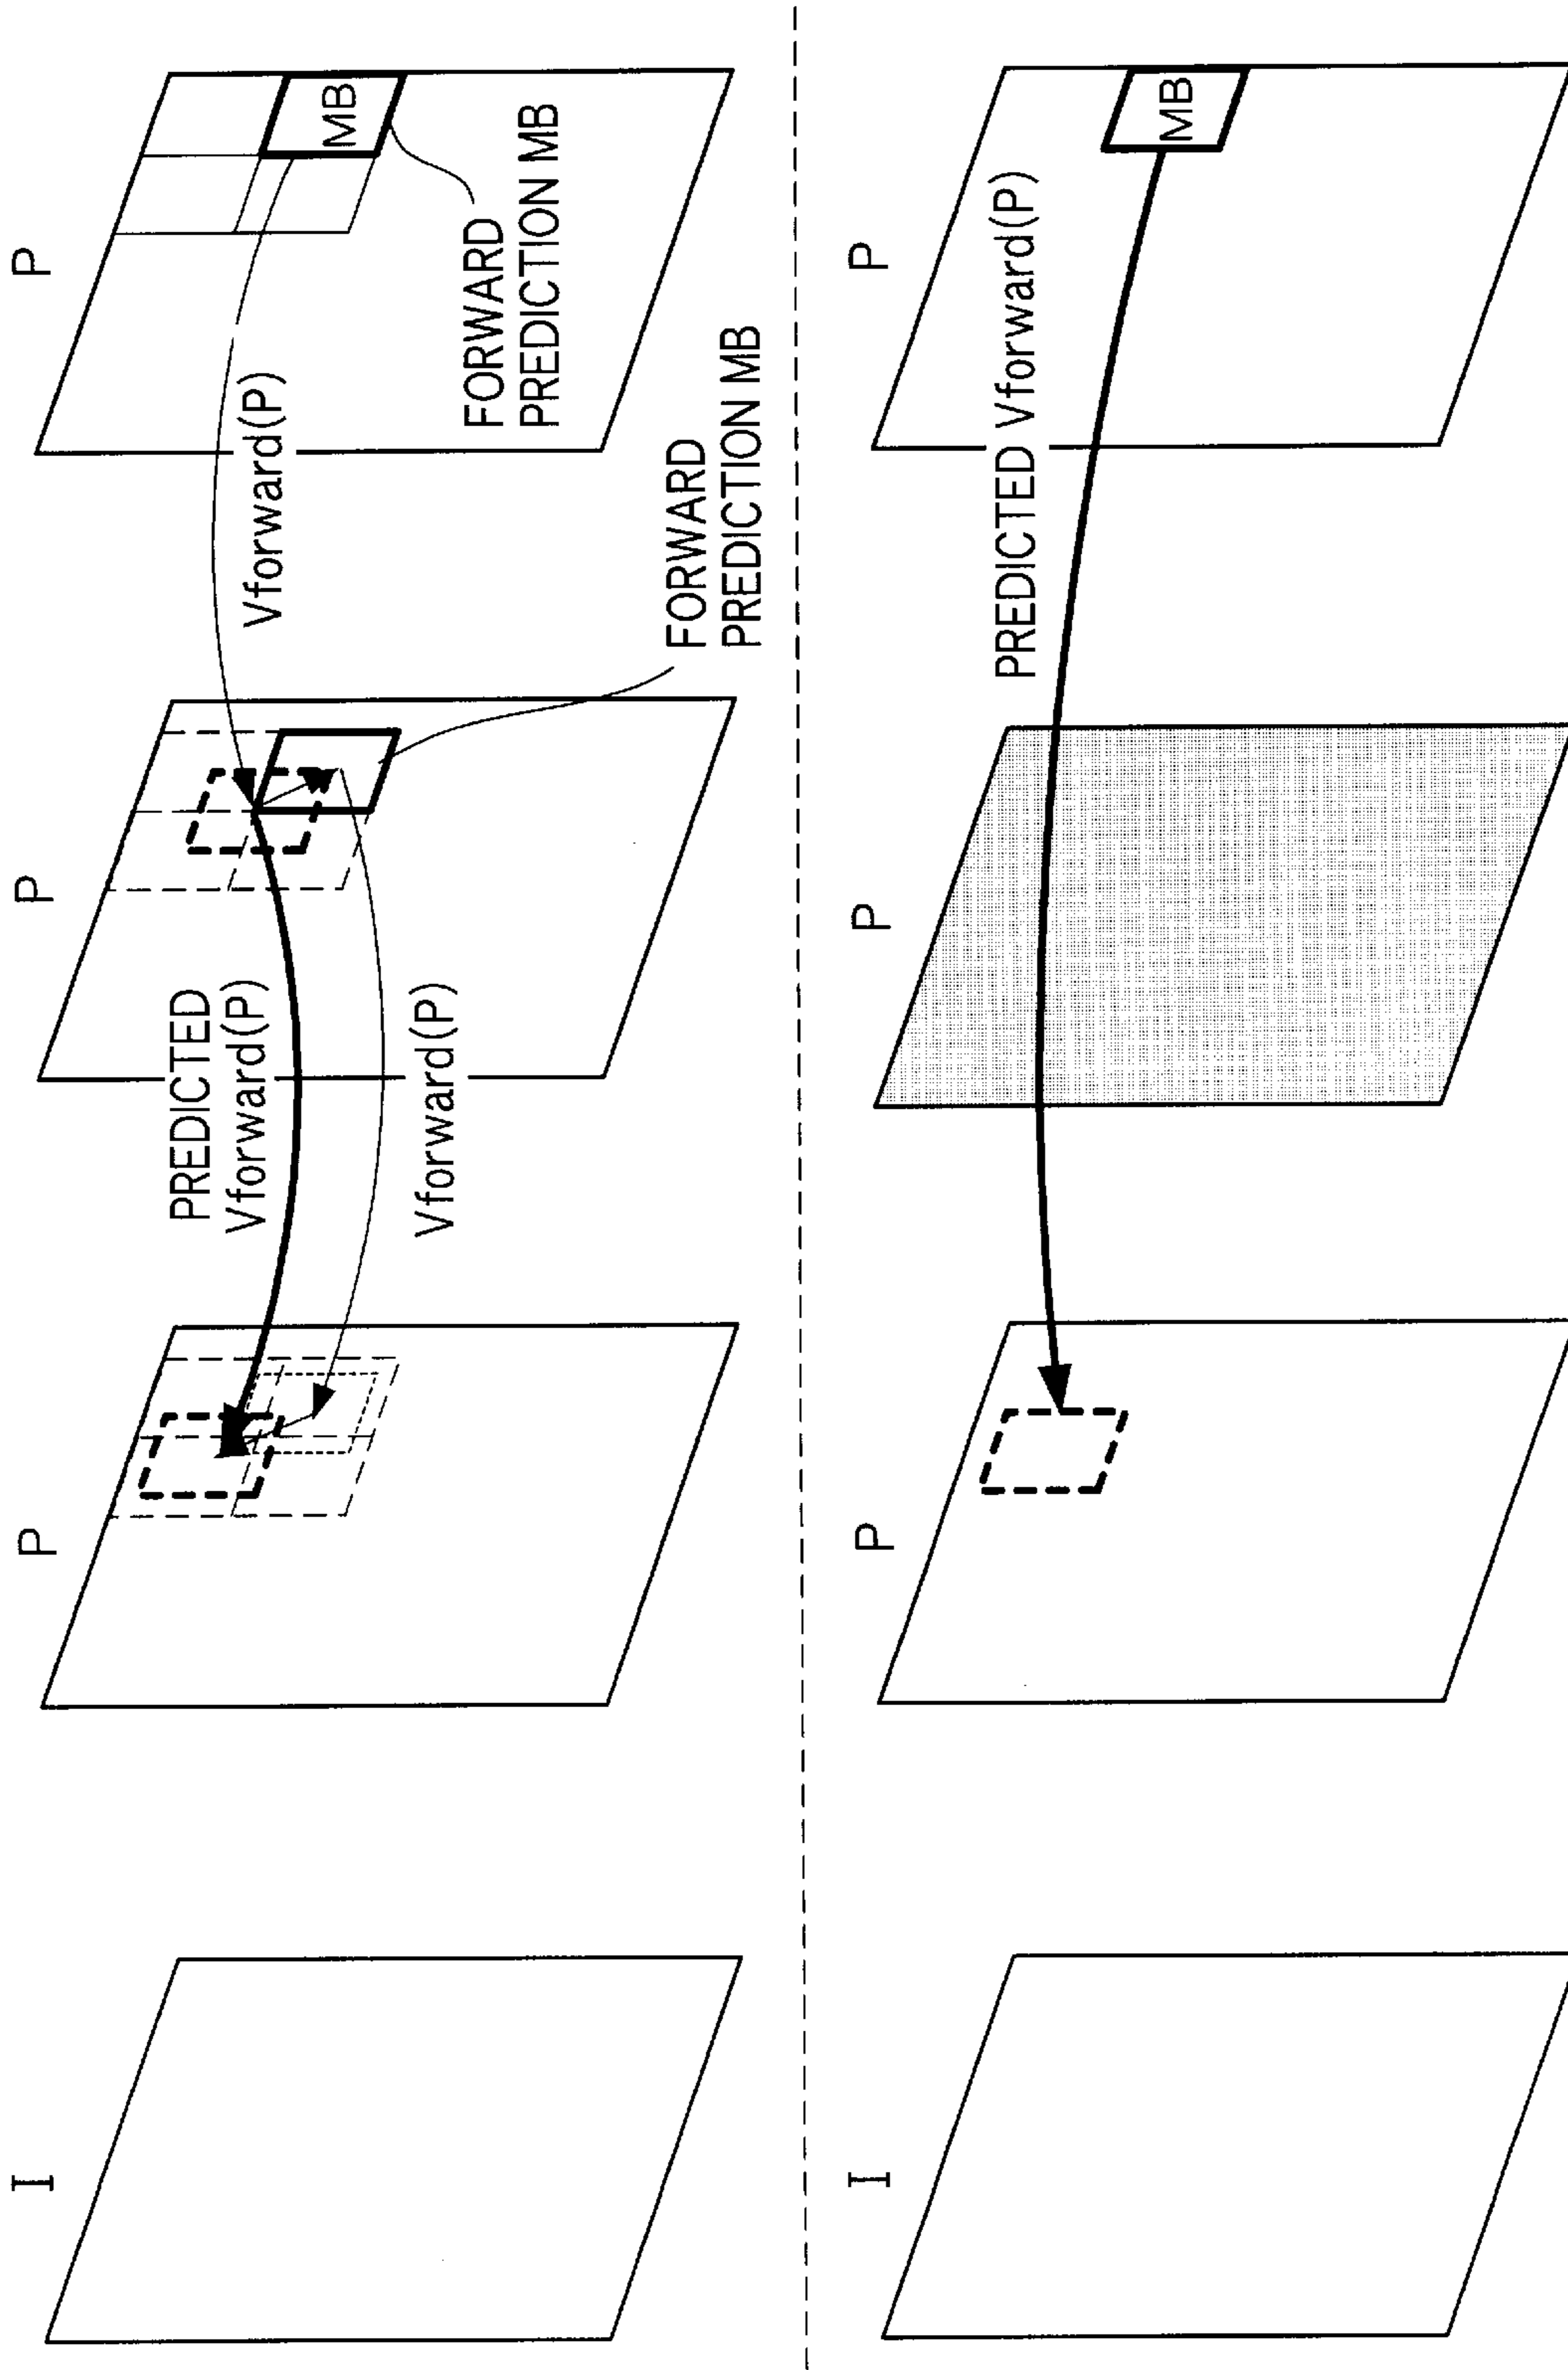 I
P
P
P
PREDICTED
Vforward(P)
Vforward(P)
Vforward(P)
MB
FORWARD
PREDICTION MB
FORWARD
PREDICTION MB
I
P
P
P
PREDICTED Vforward(P)
MB